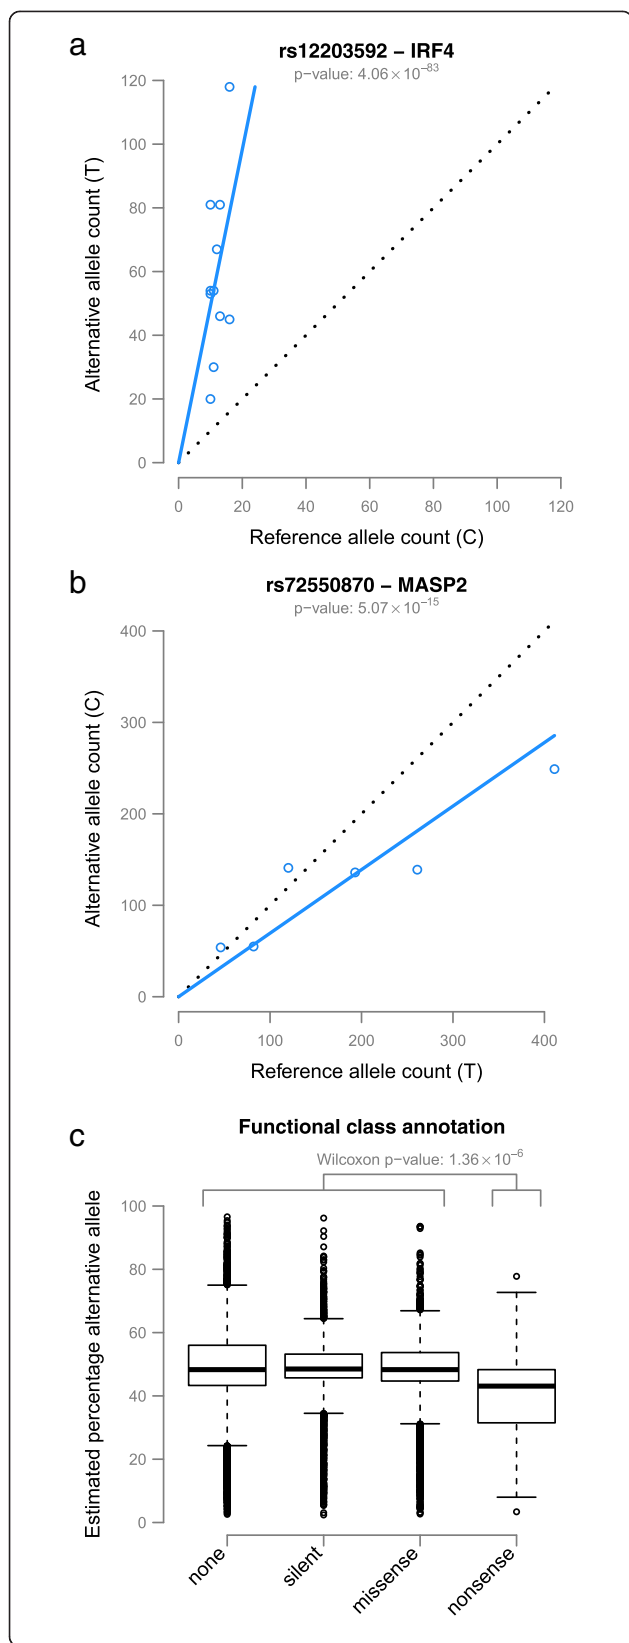 a
rs12203592 – IRF4
p−value: 4.06 × 10⁻⁸³
120
100
80
60
40
20
0
Alternative allele count (T)
0 20 40 60 80 100 120
Reference allele count (C)
b
rs72550870 – MASP2
p−value: 5.07 × 10⁻¹⁵
400
300
200
100
0
Alternative allele count (C)
0 100 200 300 400
Reference allele count (T)
c
Functional class annotation
Wilcoxon p−value: 1.36 × 10⁻⁶
100
80
60
40
20
0
Estimated percentage alternative allele
none silent missense nonsense